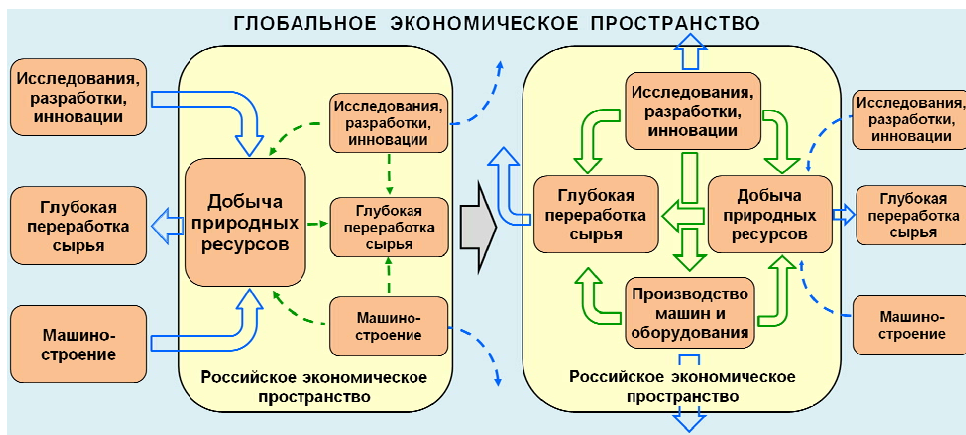 ГЛОБАЛЬНОЕ ЭКОНОМИЧЕСКОЕ ПРОСТРАНСТВО
Исследования,
разработки,
инновации
Глубокая
переработка
сырья
Машино-
строение
Добыча
природных
ресурсов
Исследования,
разработки,
инновации
Глубокая
переработка
сырья
Машино-
строение
Российское экономическое
пространство
Исследования,
разработки,
инновации
Глубокая
переработка
сырья
Добыча
природных
ресурсов
Производство
машин и
оборудования
Российское экономическое
пространство
Исследования,
разработки,
инновации
Глубокая
переработка
сырья
Машино-
строение